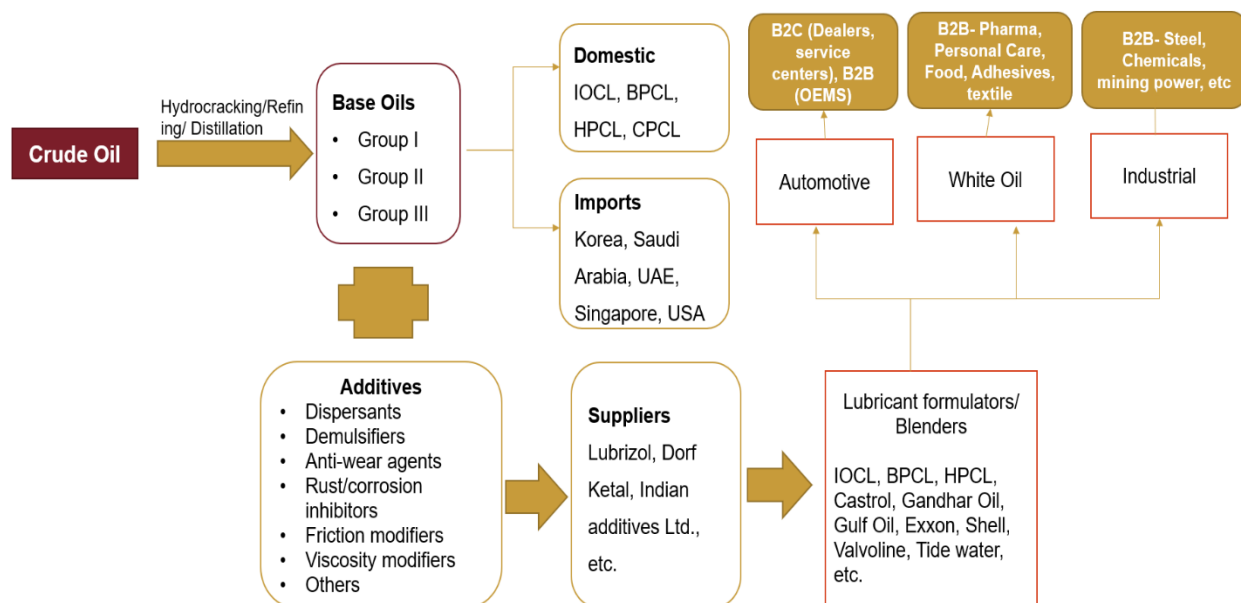 Crude Oil
Hydrocracking/Refin
ing/ Distillation
Base Oils
• Group I
• Group II
• Group III
Domestic
IOCL, BPCL,
HPCL, CPCL
Imports
Korea, Saudi
Arabia, UAE,
Singapore, USA
B2C (Dealers,
service
centers), B2B
(OEMS)
B2B- Pharma,
Personal Care,
Food, Adhesives,
textile
B2B- Steel,
Chemicals,
mining power, etc
Automotive
White Oil
Industrial
Additives
• Dispersants
• Demulsifiers
• Anti-wear agents
• Rust/corrosion
inhibitors
• Friction modifiers
• Viscosity modifiers
• Others
Suppliers
Lubrizol, Dorf
Ketal, Indian
additives Ltd.,
etc.
Lubricant formulators/
Blenders
IOCL, BPCL, HPCL,
Castrol, Gandhar Oil,
Gulf Oil, Exxon, Shell,
Valvoline, Tide water,
etc.